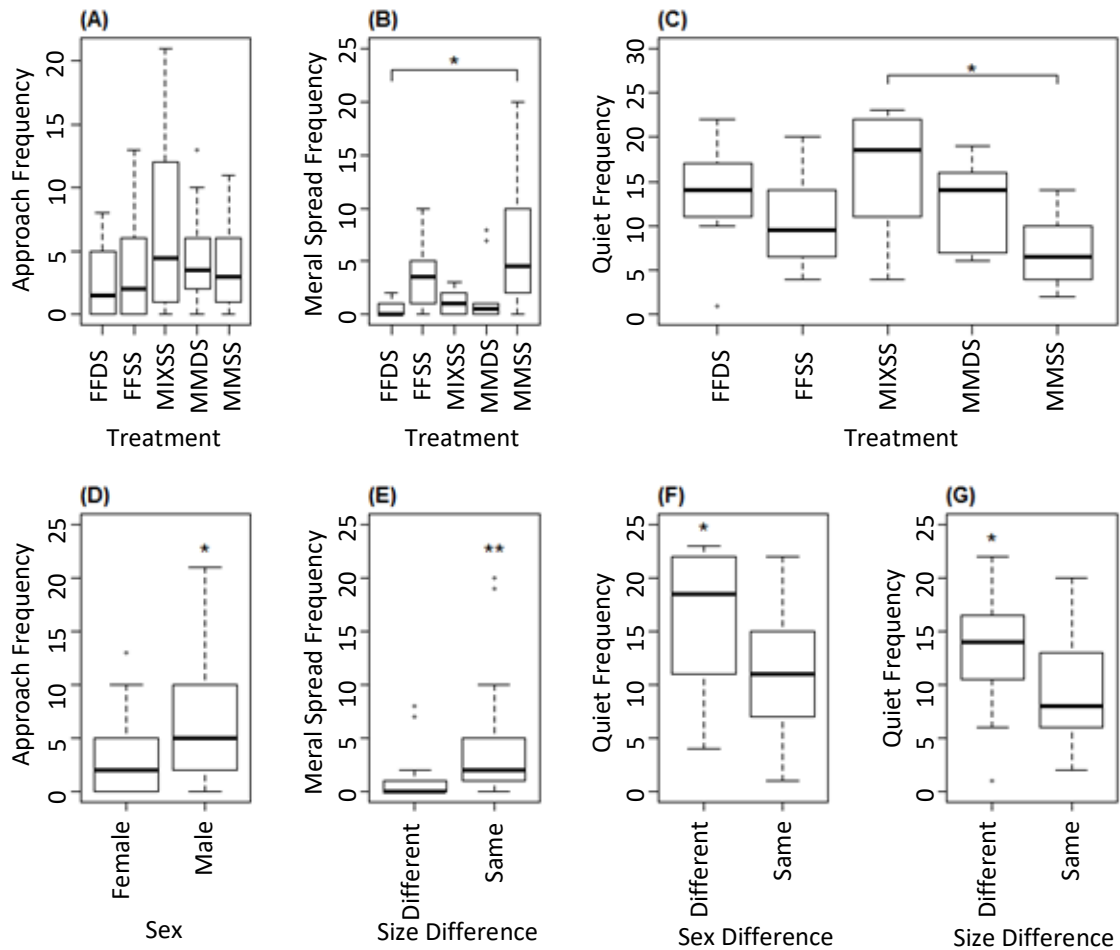 (A)
Approach Frequency
0 5 10 15 20
FFDS FFSS MIXSS MMDS MMSS
Treatment
(B)
Meral Spread Frequency
0 5 10 15 20 25
*
FFDS FFSS MIXSS MMDS MMSS
Treatment
(C)
Quiet Frequency
0 5 10 15 20 25 30
*
FFDS FFSS MIXSS MMDS MMSS
Treatment
(D)
Approach Frequency
0 5 10 15 20 25
*
Female Male
Sex
(E)
Meral Spread Frequency
0 5 10 15 20 25
**
Different Same
Size Difference
(F)
Quiet Frequency
0 5 10 15 20 25
*
Different Same
Sex Difference
(G)
Quiet Frequency
0 5 10 15 20 25
*
Different Same
Size Difference